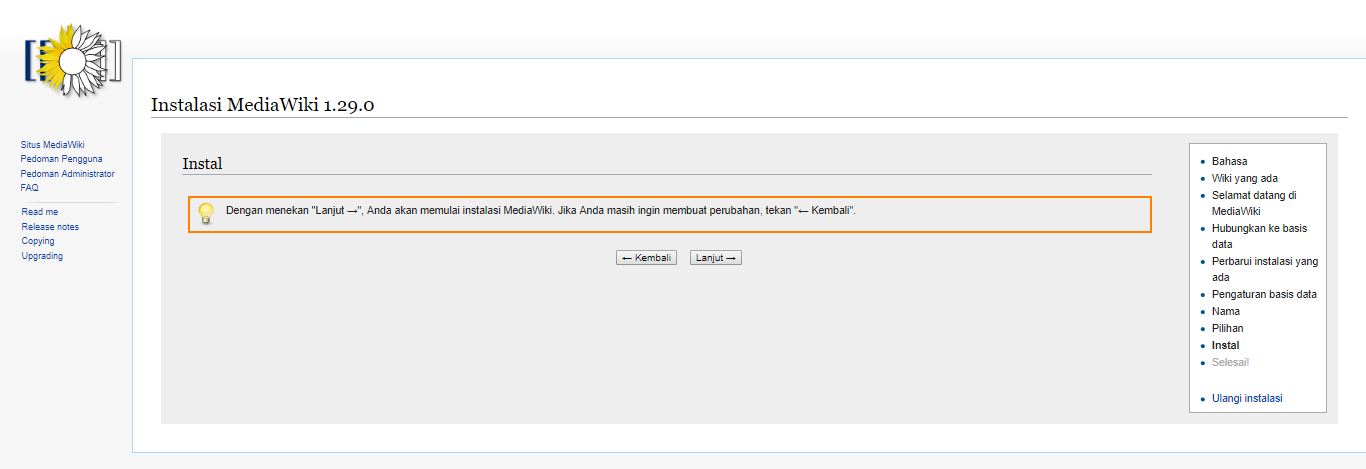 Instalasi MediaWiki 1.29.0
Situs MediaWiki
Pedoman Pengguna
Pedoman Administrator
FAQ
Read me
Release notes
Copying
Upgrading
Instal
Dengan menekan "Lanjut →", Anda akan memulai instalasi MediaWiki. Jika Anda masih ingin membuat perubahan, tekan "← Kembali".
← Kembali Lanjut →
Bahasa
Wiki yang ada
Selamat datang di
MediaWiki
Hubungkan ke basis
data
Perbarui instalasi yang
ada
Pengaturan basis data
Nama
Pilihan
Instal
Selesai!
Ulangi instalasi